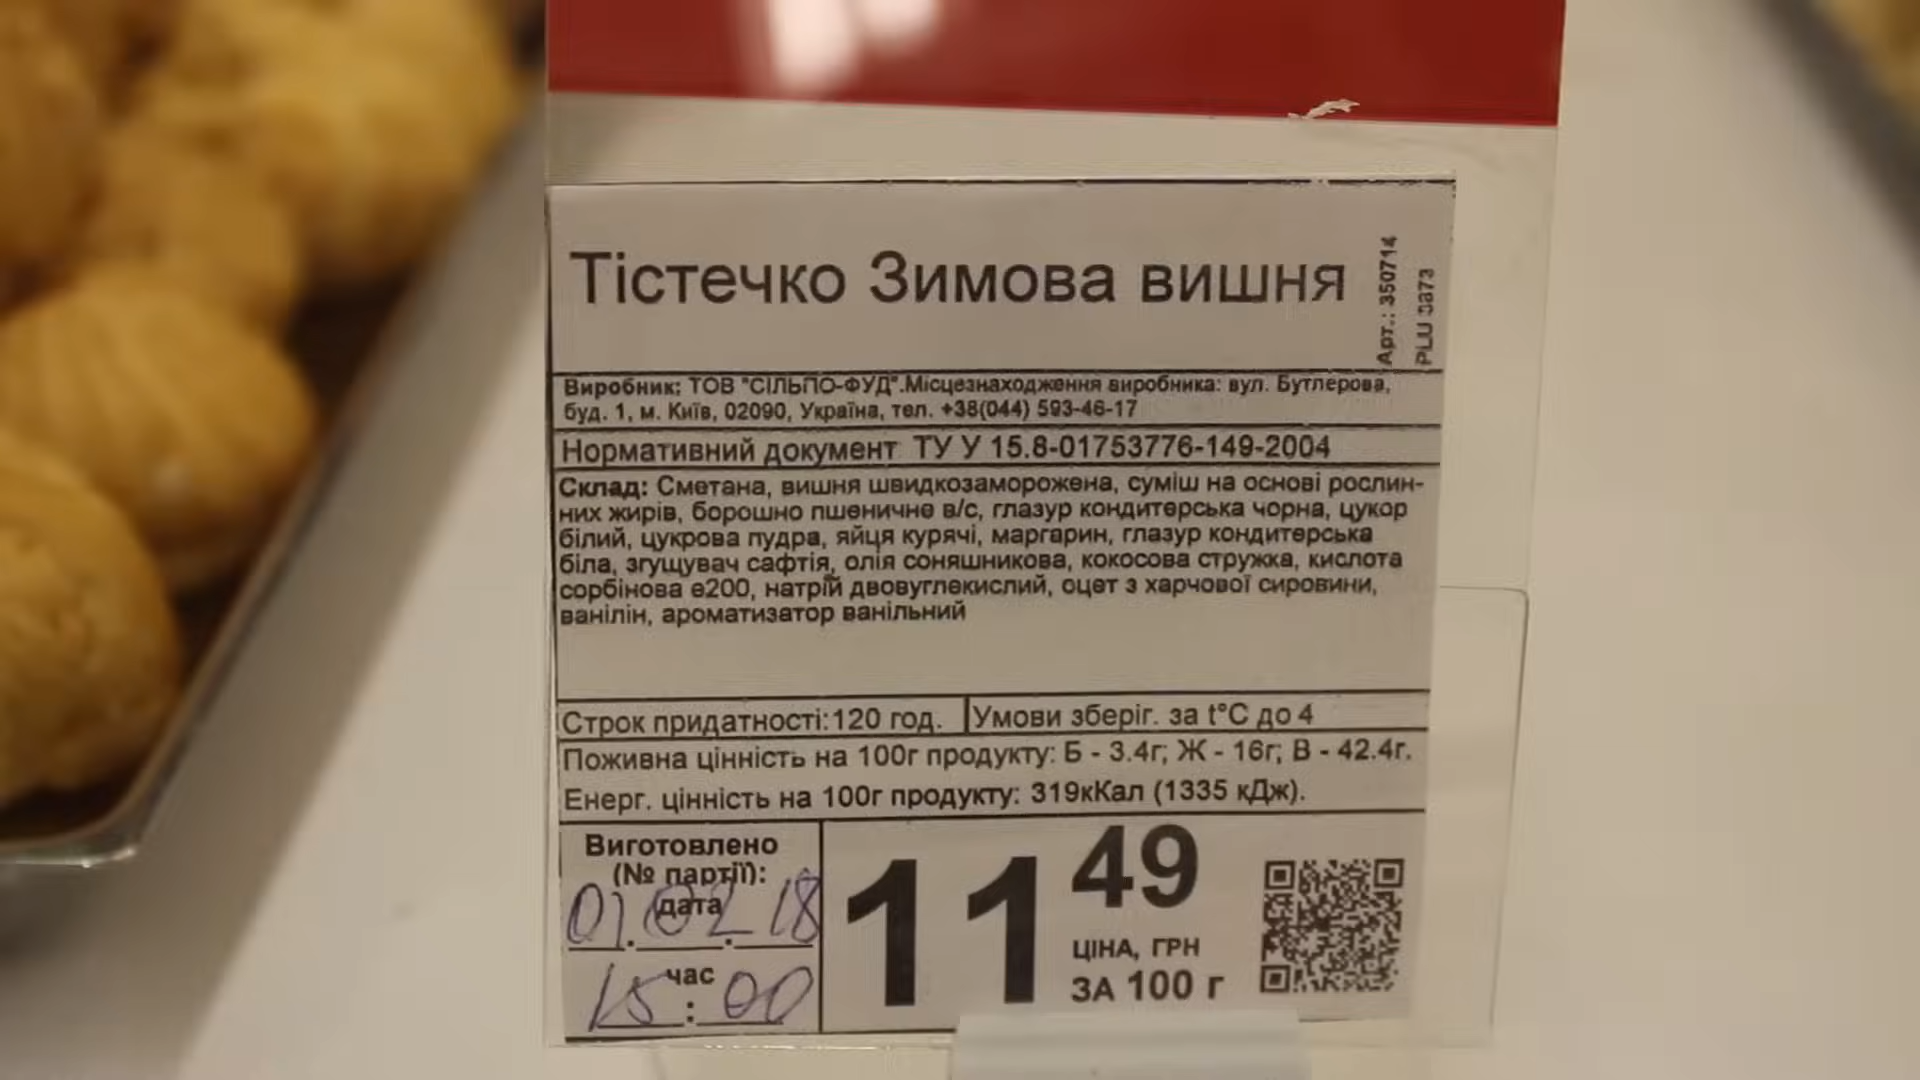 Тістечко Зимова вишня
Арт.: 350714
PLU 3873
Виробник: ТОВ "СІЛЬПО-ФУД".Місцезнаходження виробника: вул. Бутлерова,
буд. 1, м. Київ, 02090, Україна, тел. +38(044) 593-46-17
Нормативний документ ТУ У 15.8-01753776-149-2004
Склад: Сметана, вишня швидкозаморожена, суміш на основі рослин-
них жирів, борошно пшеничне в/с, глазур кондитерська чорна, цукор
білий, цукрова пудра, яйця курячі, маргарин, глазур кондитерська
біла, згущувач сафтія, олія соняшникова, кокосова стружка, кислота
сорбінова е200, натрій двовуглекислий, оцет з харчової сировини,
ванілін, ароматизатор ванільний
Строк придатності:120 год. Умови зберіг. за t°C до 4
Поживна цінність на 100г продукту: Б - 3.4г; Ж - 16г; В - 42.4г.
Енерг. цінність на 100г продукту: 319кКал (1335 кДж).
Виготовлено
(№ партії):
дата
01.02.18
час
15:00
11 49
ЦІНА, ГРН
ЗА 100 г